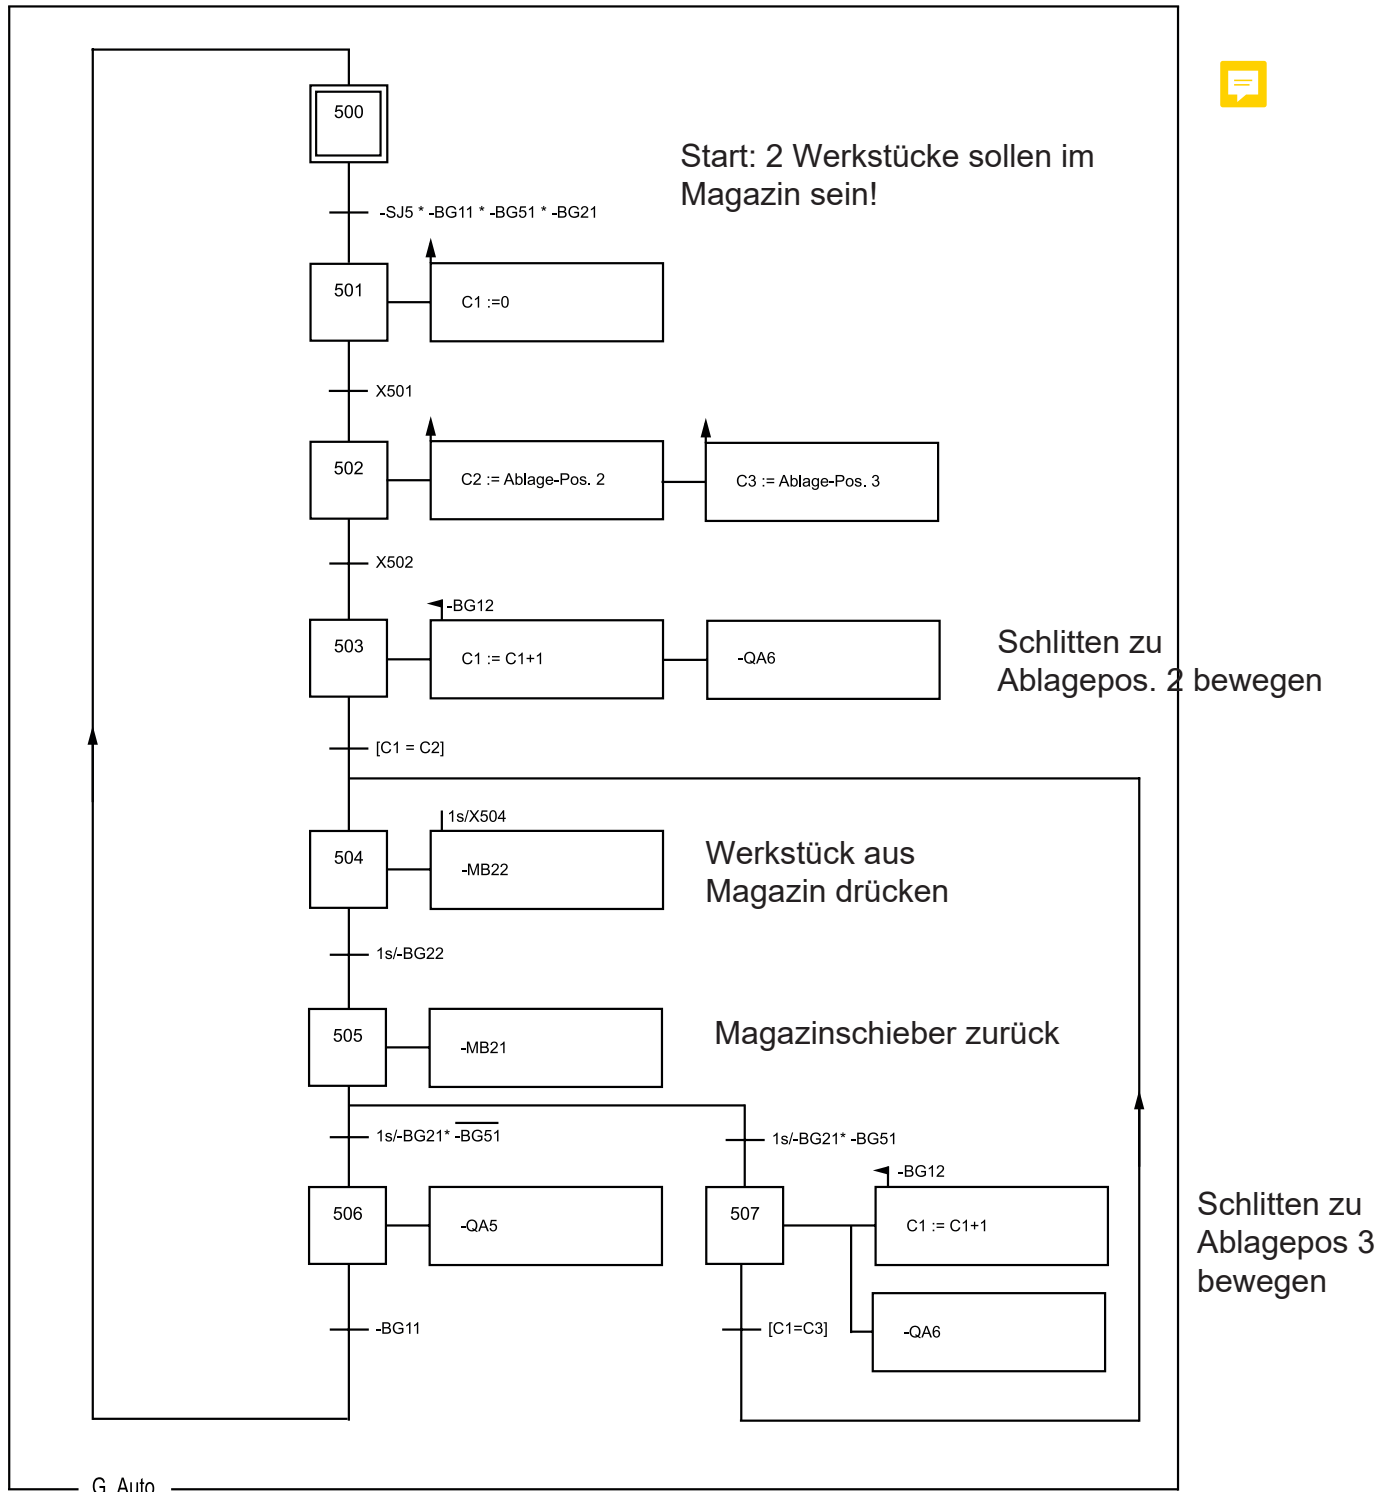 500
Start: 2 Werkstücke sollen im
Magazin sein!
-SJ5 * -BG11 * -BG51 * -BG21
501
C1 :=0
X501
502
C2 := Ablage-Pos. 2
C3 := Ablage-Pos. 3
X502
-BG12
503
C1 := C1+1
-QA6
Schlitten zu
Ablagepos. 2 bewegen
[C1 = C2]
1s/X504
504
-MB22
Werkstück aus
Magazin drücken
1s/-BG22
505
-MB21
Magazinschieber zurück
1s/-BG21* -BG51
1s/-BG21* -BG51
-BG12
506
-QA5
507
C1 := C1+1
Schlitten zu
Ablagepos 3
bewegen
-BG11
[C1=C3]
-QA6
G_Auto